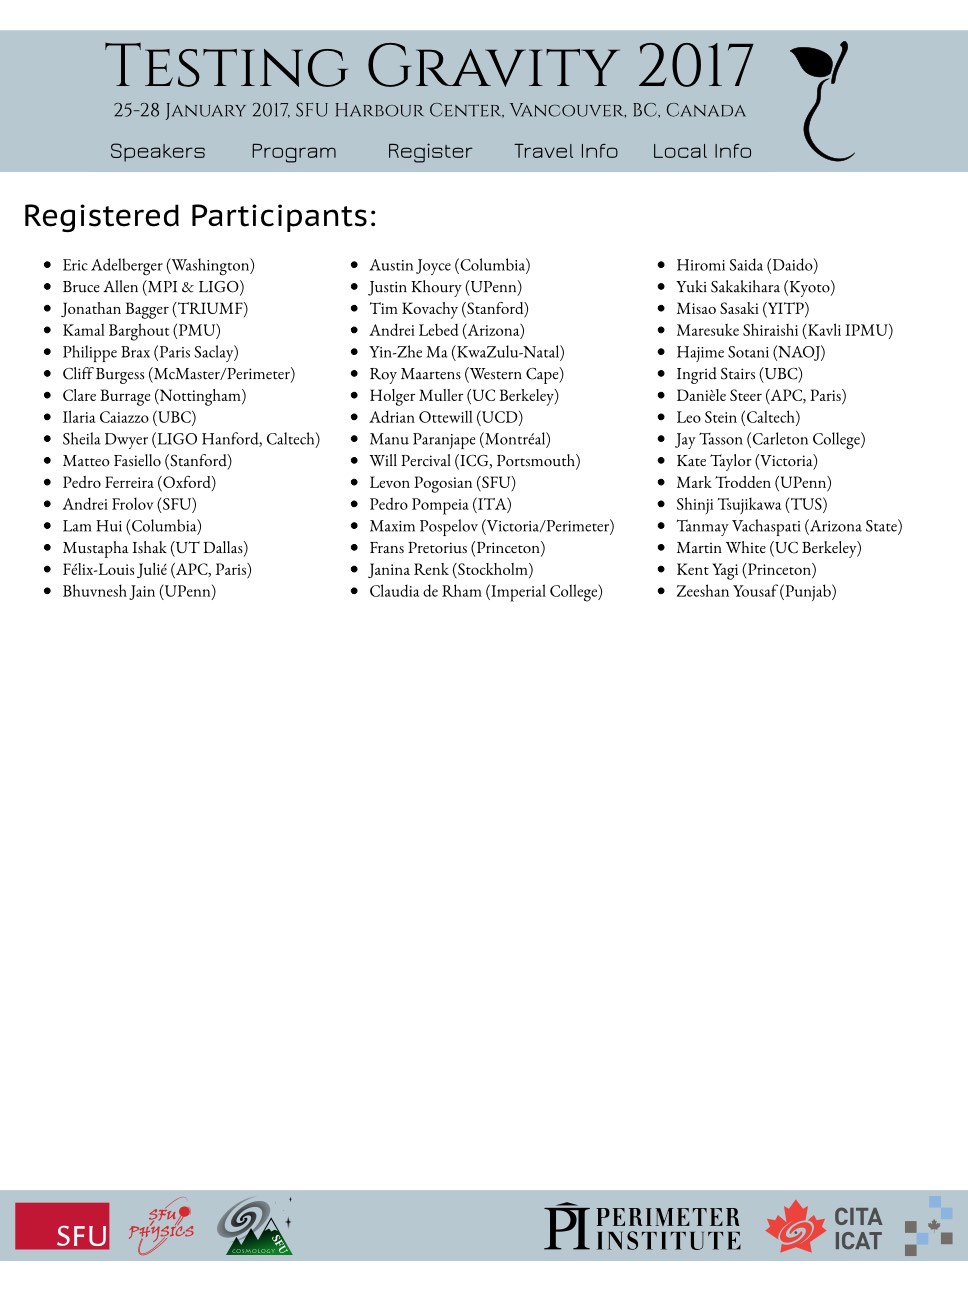 Testing Gravity 2017
25-28 January 2017, SFU Harbour Center, Vancouver, BC, Canada
Speakers Program Register Travel Info Local Info
Registered Participants:
Eric Adelberger (Washington)
Bruce Allen (MPI & LIGO)
Jonathan Bagger (TRIUMF)
Kamal Barghout (PMU)
Philippe Brax (Paris Saclay)
Cliff Burgess (McMaster/Perimeter)
Clare Burrage (Nottingham)
Ilaria Caiazzo (UBC)
Sheila Dwyer (LIGO Hanford, Caltech)
Matteo Fasiello (Stanford)
Pedro Ferreira (Oxford)
Andrei Frolov (SFU)
Lam Hui (Columbia)
Mustapha Ishak (UT Dallas)
Félix-Louis Julié (APC, Paris)
Bhuvnesh Jain (UPenn)
Austin Joyce (Columbia)
Justin Khoury (UPenn)
Tim Kovachy (Stanford)
Andrei Lebed (Arizona)
Yin-Zhe Ma (KwaZulu-Natal)
Roy Maartens (Western Cape)
Holger Muller (UC Berkeley)
Adrian Ottewill (UCD)
Manu Paranjape (Montréal)
Will Percival (ICG, Portsmouth)
Levon Pogosian (SFU)
Pedro Pompeia (ITA)
Maxim Pospelov (Victoria/Perimeter)
Frans Pretorius (Princeton)
Janina Renk (Stockholm)
Claudia de Rham (Imperial College)
Hiromi Saida (Daido)
Yuki Sakakihara (Kyoto)
Misao Sasaki (YITP)
Maresuke Shiraishi (Kavli IPMU)
Hajime Sotani (NAOJ)
Ingrid Stairs (UBC)
Danièle Steer (APC, Paris)
Leo Stein (Caltech)
Jay Tasson (Carleton College)
Kate Taylor (Victoria)
Mark Trodden (UPenn)
Shinji Tsujikawa (TUS)
Tanmay Vachaspati (Arizona State)
Martin White (UC Berkeley)
Kent Yagi (Princeton)
Zeeshan Yousaf (Punjab)
SFU
SFU
PHYSICS
COSMOLOGY
SFU
PI
PERIMETER
INSTITUTE
CITA
ICAT